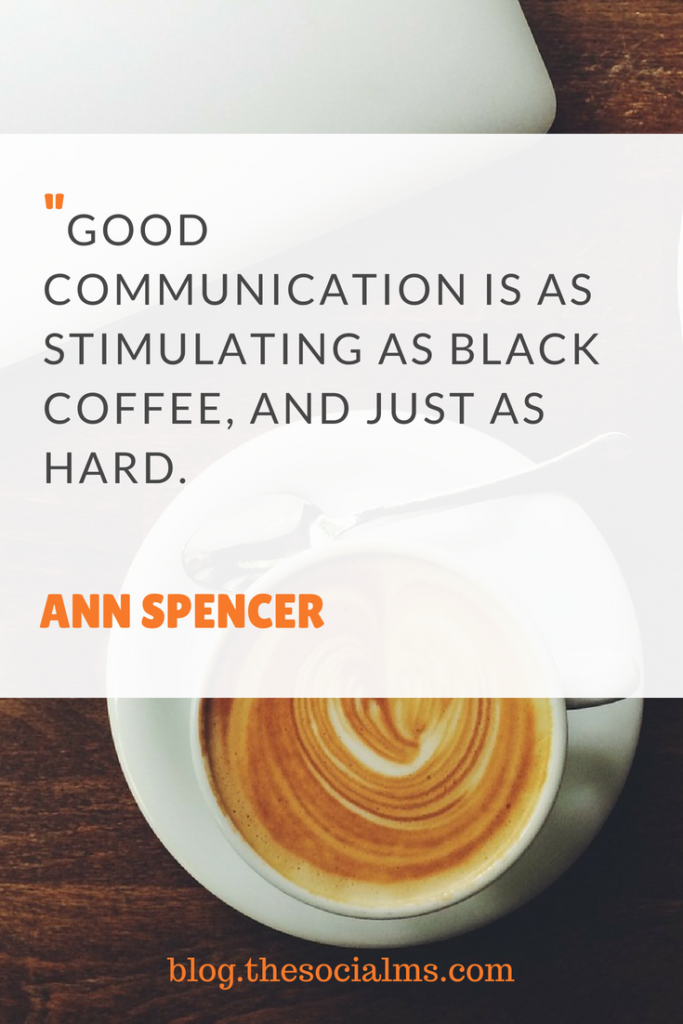 "GOOD
COMMUNICATION IS AS
STIMULATING AS BLACK
COFFEE, AND JUST AS
HARD.
ANN SPENCER
blog.thesocialms.com